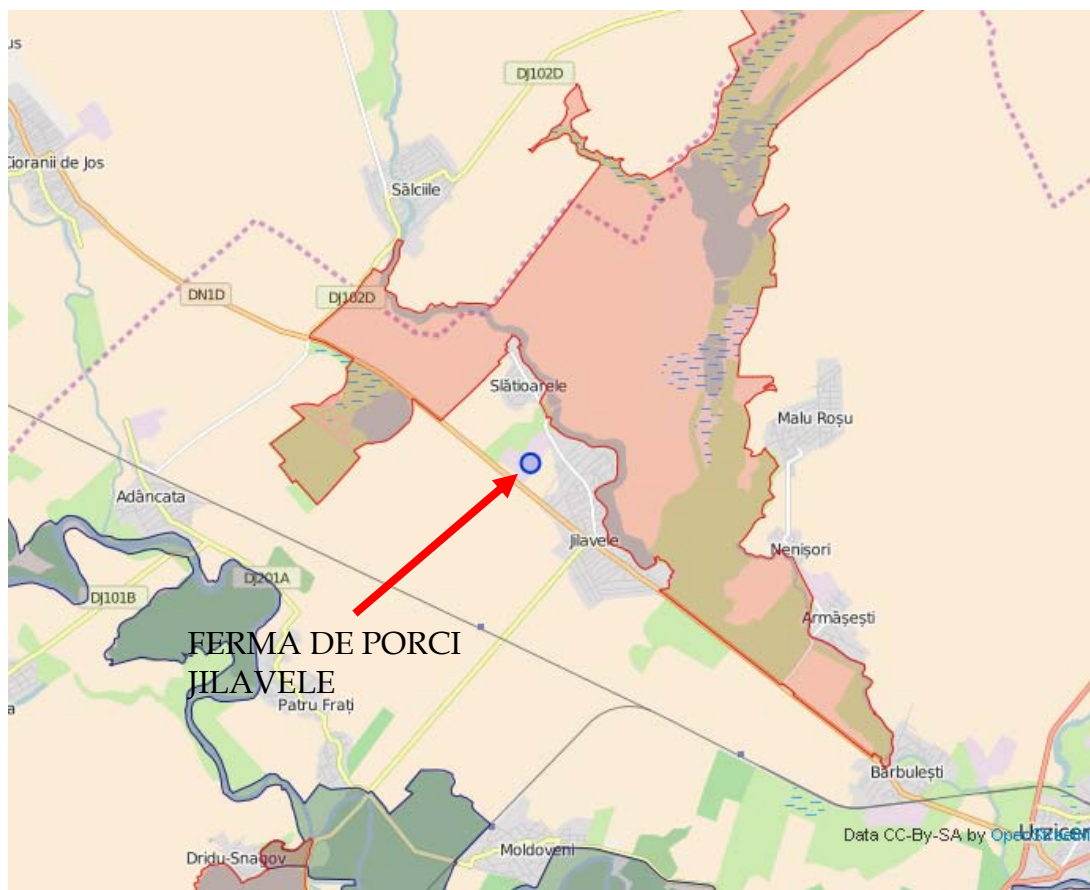 us
DJ102D
Cioranii de Jos
Sălciile
DN1D
DJ102D
Slătioarele
Malu Roșu
Adâncata
Jilavele
Nenișori
DJ201A
DJ101B
Armășești
FERMA DE PORCI
JILAVELE
Patru Frați
a
Bărbulești
Data CC-By-SA by
Moldoveni
Dridu-Snagov